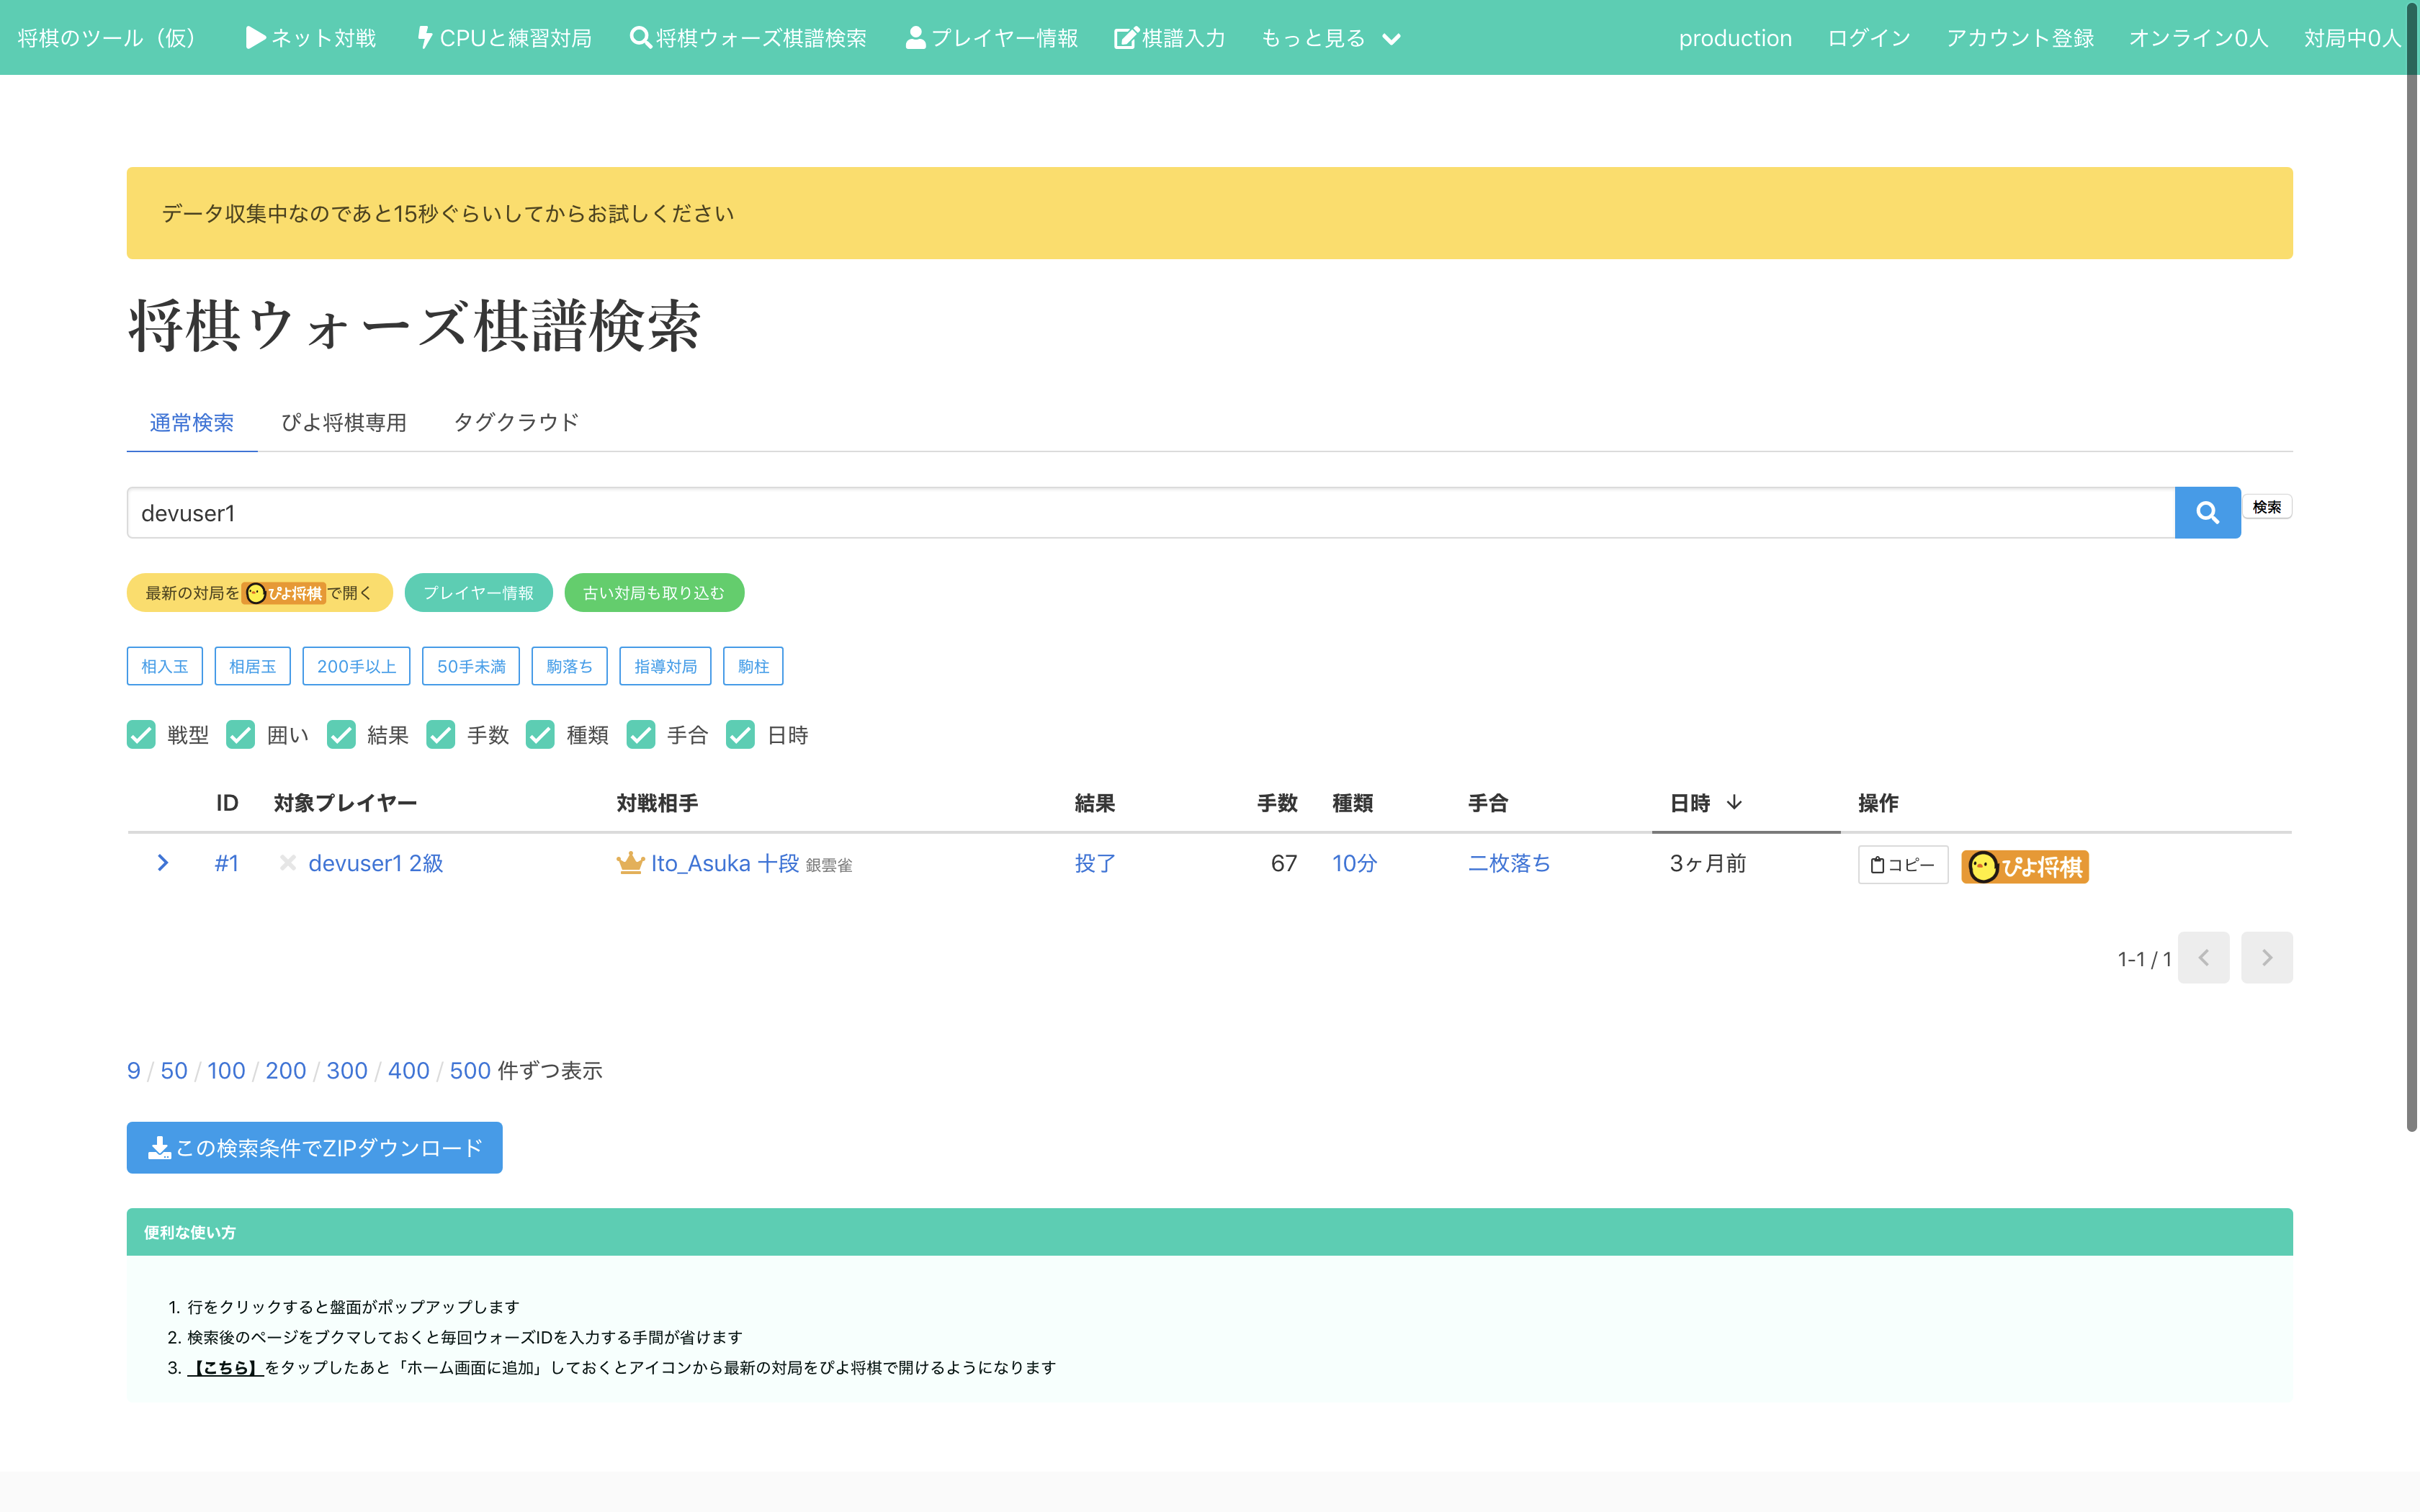 将棋のツール（仮） ネット対戦 CPUと練習対局 将棋ウォーズ棋譜検索 プレイヤー情報 棋譜入力 もっと見る production ログイン アカウント登録 オンライン0人 対局中0人
データ収集中なのであと15秒ぐらいしてからお試しください
将棋ウォーズ棋譜検索
通常検索 ぴよ将棋専用 タグクラウド
devuser1 検索
最新の対局をぴよ将棋で開く プレイヤー情報 古い対局も取り込む
相入玉 相居玉 200手以上 50手未満 駒落ち 指導対局 駒柱
戦型 囲い 結果 手数 種類 手合 日時
ID 対象プレイヤー 対戦相手 結果 手数 種類 手合 日時 操作
#1 devuser1 2級 Ito_Asuka 十段 銀雲雀 投了 67 10分 二枚落ち 3ヶ月前 コピー ぴよ将棋
1-1 / 1
9 / 50 / 100 / 200 / 300 / 400 / 500 件ずつ表示
この検索条件でZIPダウンロード
便利な使い方
1. 行をクリックすると盤面がポップアップします
2. 検索後のページをブクマしておくと毎回ウォーズIDを入力する手間が省けます
3. 【こちら】をタップしたあと「ホーム画面に追加」しておくとアイコンから最新の対局をぴよ将棋で開けるようになります